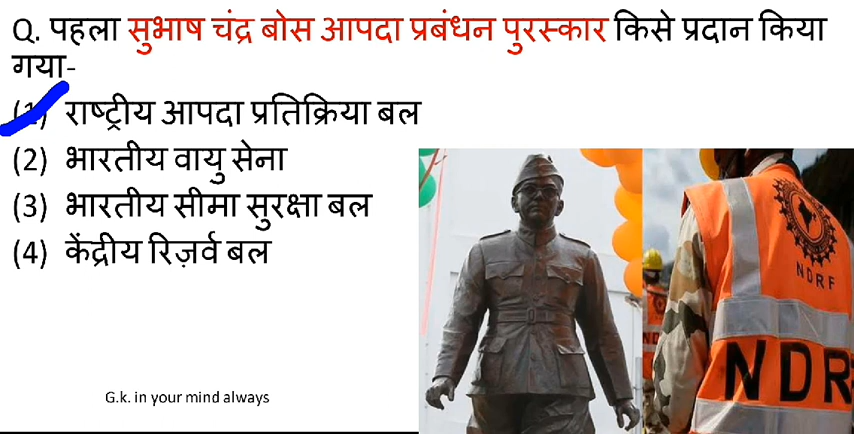 Q. पहला सुभाष चंद्र बोस आपदा प्रबंधन पुरस्कार किसे प्रदान किया
गया-
(1) राष्ट्रीय आपदा प्रतिक्रिया बल
(2) भारतीय वायु सेना
(3) भारतीय सीमा सुरक्षा बल
(4) केंद्रीय रिज़र्व बल
NDRF
NDR
G.k. in your mind always